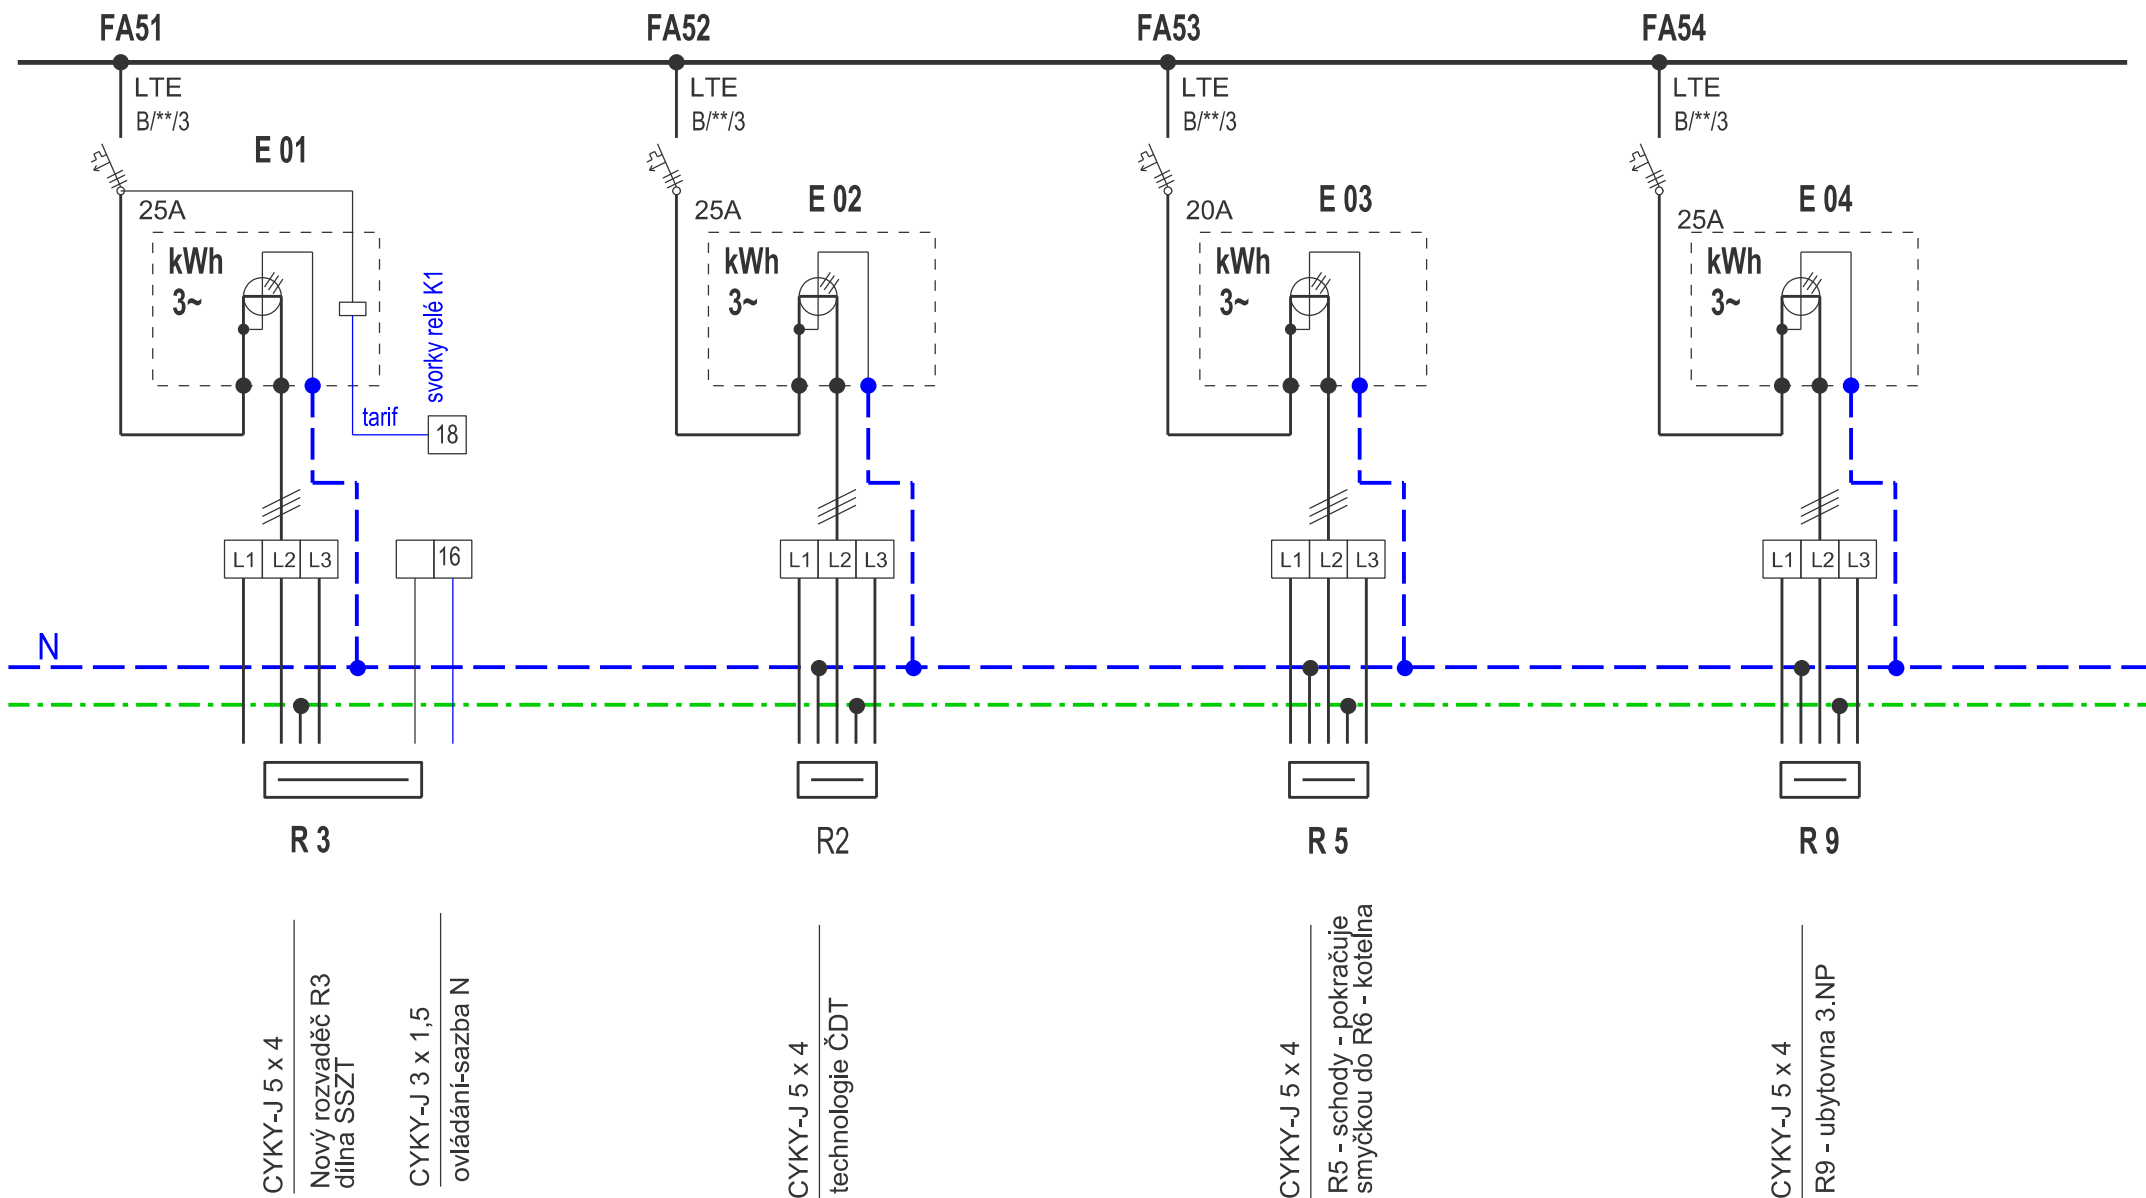 FA51
FA52
FA53
FA54
LTE
B/**/3
LTE
B/**/3
LTE
B/**/3
LTE
B/**/3
E 01
E 02
E 03
E 04
25A
25A
20A
25A
kWh
3~
kWh
3~
kWh
3~
kWh
3~
svorky relé K1
tarif
18
L1 L2 L3
16
L1 L2 L3
L1 L2 L3
L1 L2 L3
N
R 3
R2
R 5
R 9
CYKY-J 5 x 4
Nový rozvaděč R3
dílna SSZT
CYKY-J 3 x 1,5
ovládání-sazba N
CYKY-J 5 x 4
technologie ČDT
CYKY-J 5 x 4
R5 - schody - pokračuje
smyčkou do R6 - kotelna
CYKY-J 5 x 4
R9 - ubytovna 3.NP